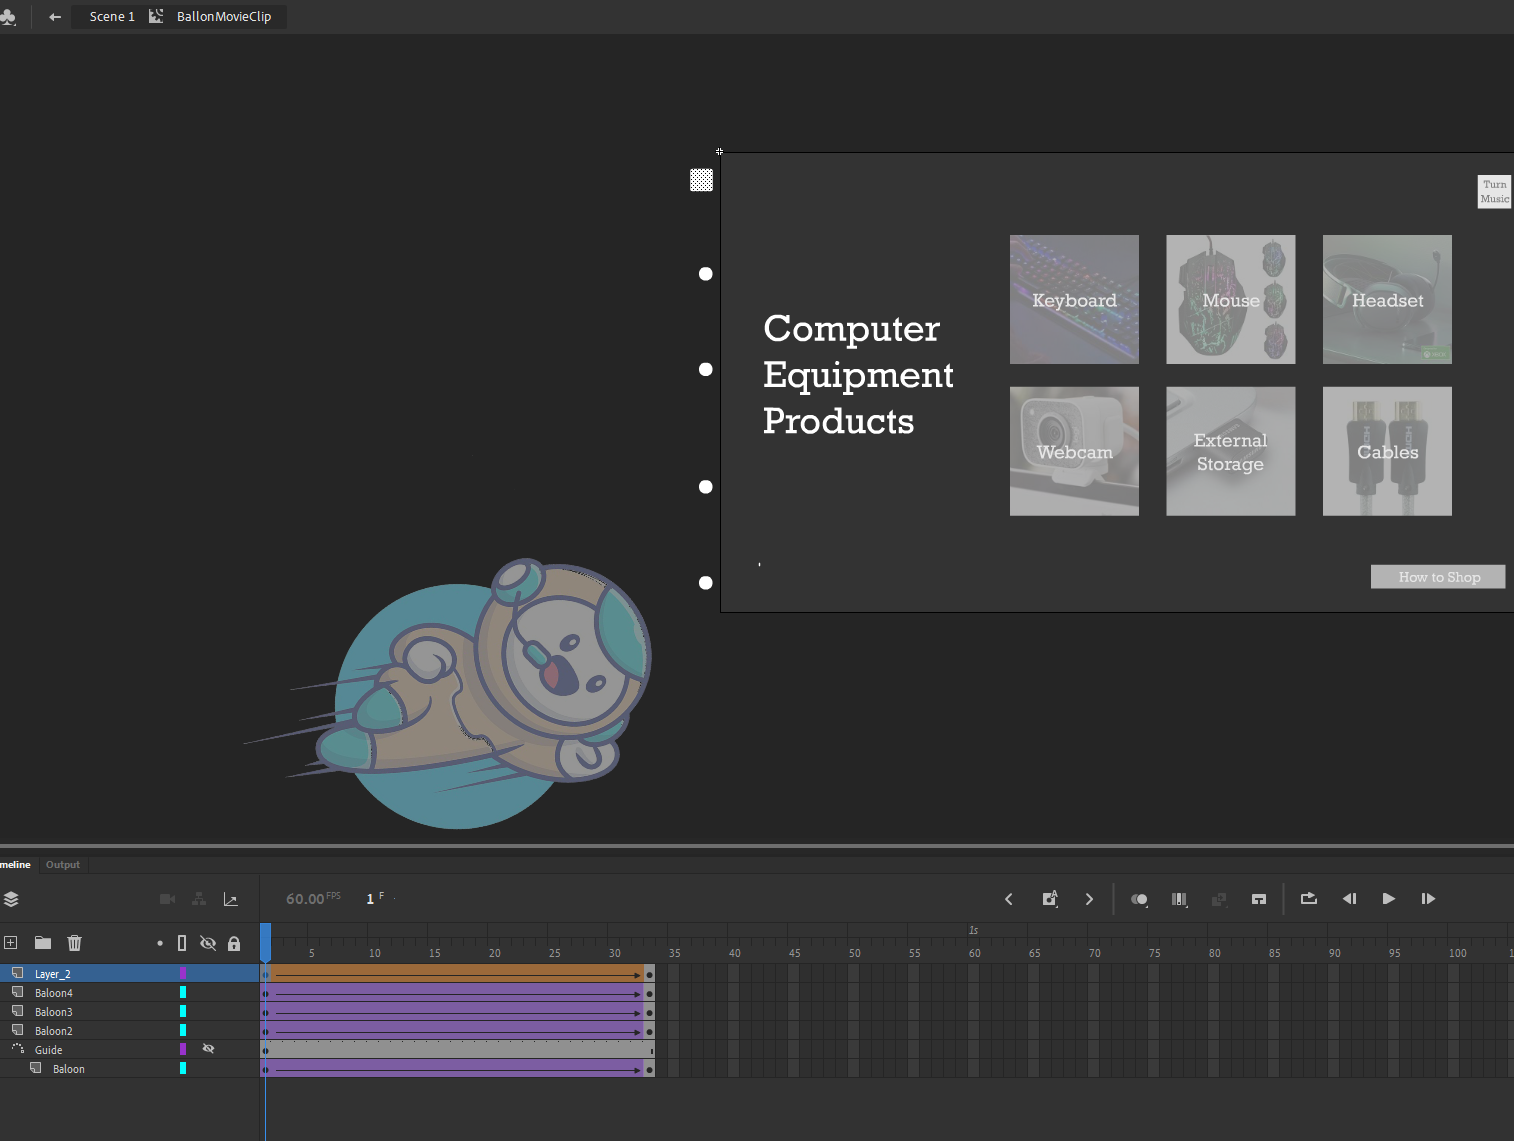 Scene 1 BallonMovieClip
Turn
Music
Keyboard Mouse Headset
Computer
Equipment
Products
Webcam External
Storage Cables
How to Shop
meline Output
60.00 FPS 1 F
1s
5 10 15 20 25 30 35 40 45 50 55 60 65 70 75 80 85 90 95 100
Layer_2
Baloon4
Baloon3
Baloon2
Guide
Baloon